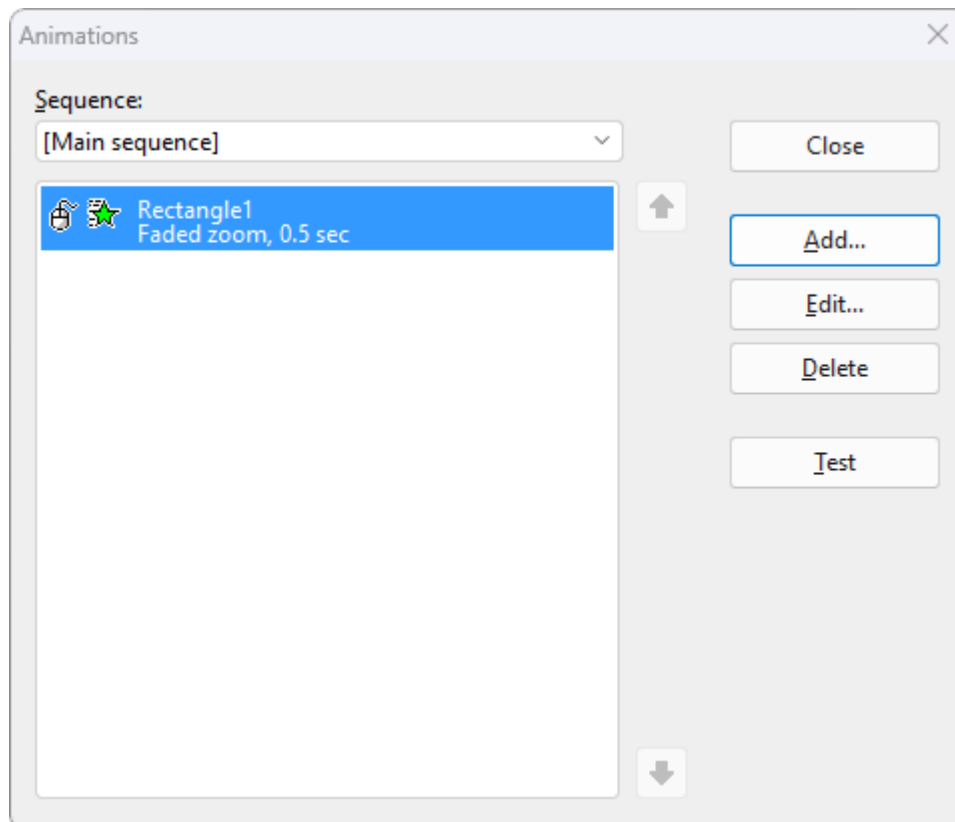 Animations
Sequence:
[Main sequence]
Close
Rectangle1
Faded zoom, 0.5 sec
Add...
Edit...
Delete
Test